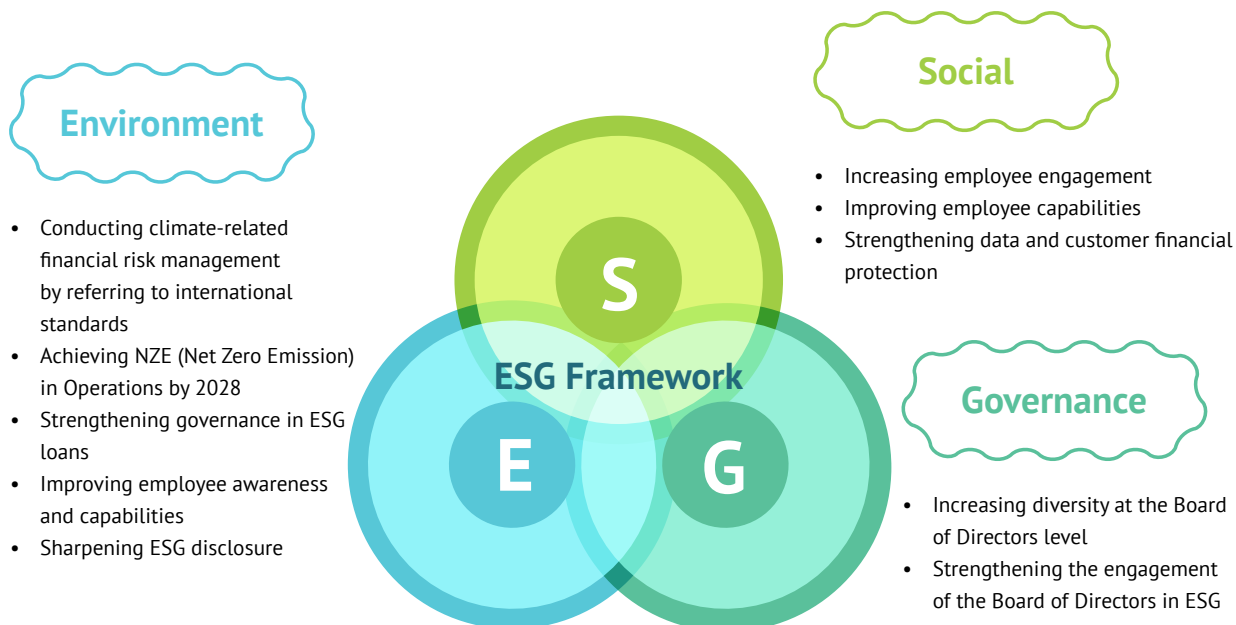 Environment
• Conducting climate-related
financial risk management
by referring to international
standards
• Achieving NZE (Net Zero Emission)
in Operations by 2028
• Strengthening governance in ESG
loans
• Improving employee awareness
and capabilities
• Sharpening ESG disclosure
S
ESG Framework
E
G
Social
• Increasing employee engagement
• Improving employee capabilities
• Strengthening data and customer financial
protection
Governance
• Increasing diversity at the Board
of Directors level
• Strengthening the engagement
of the Board of Directors in ESG